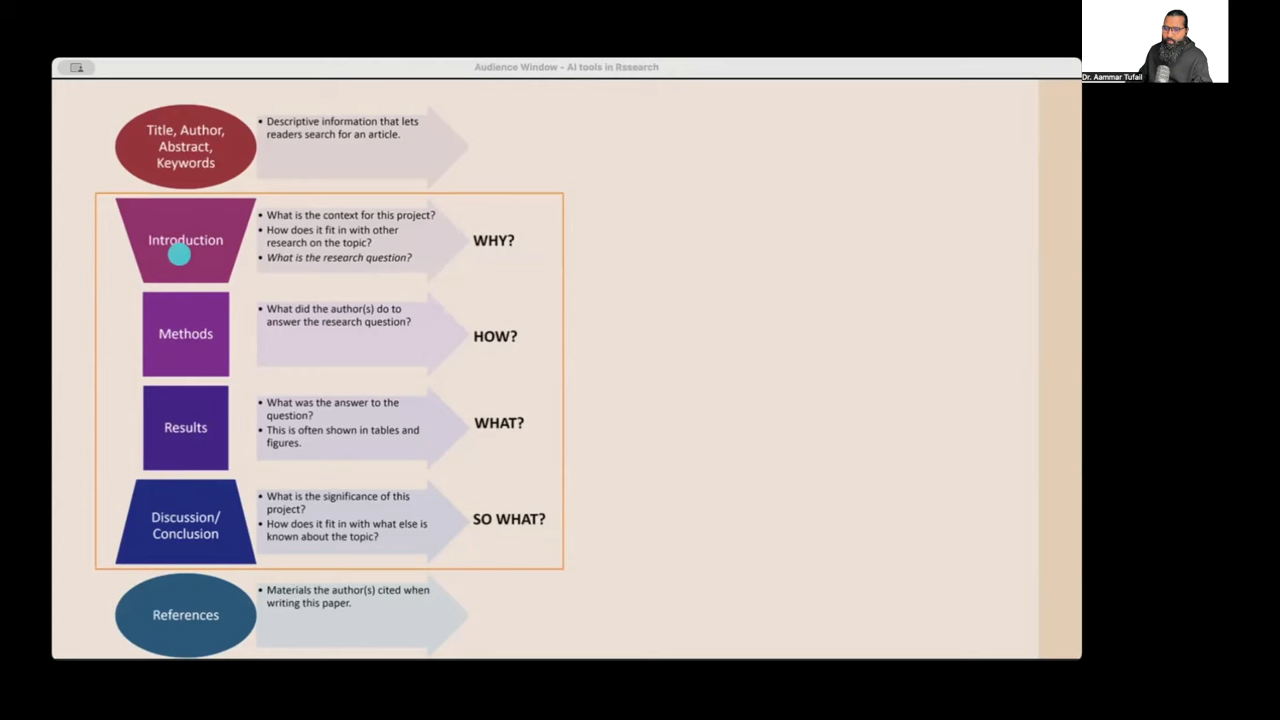 Audience Window - AI tools in Rssearch
Dr. Aammar Tufail
Title, Author,
Abstract,
Keywords
• Descriptive information that lets
readers search for an article.
Introduction
• What is the context for this project?
• How does it fit in with other
research on the topic?
• What is the research question?
WHY?
Methods
• What did the author(s) do to
answer the research question?
HOW?
Results
• What was the answer to the
question?
• This is often shown in tables and
figures.
WHAT?
Discussion/
Conclusion
• What is the significance of this
project?
• How does it fit in with what else is
known about the topic?
SO WHAT?
References
• Materials the author(s) cited when
writing this paper.